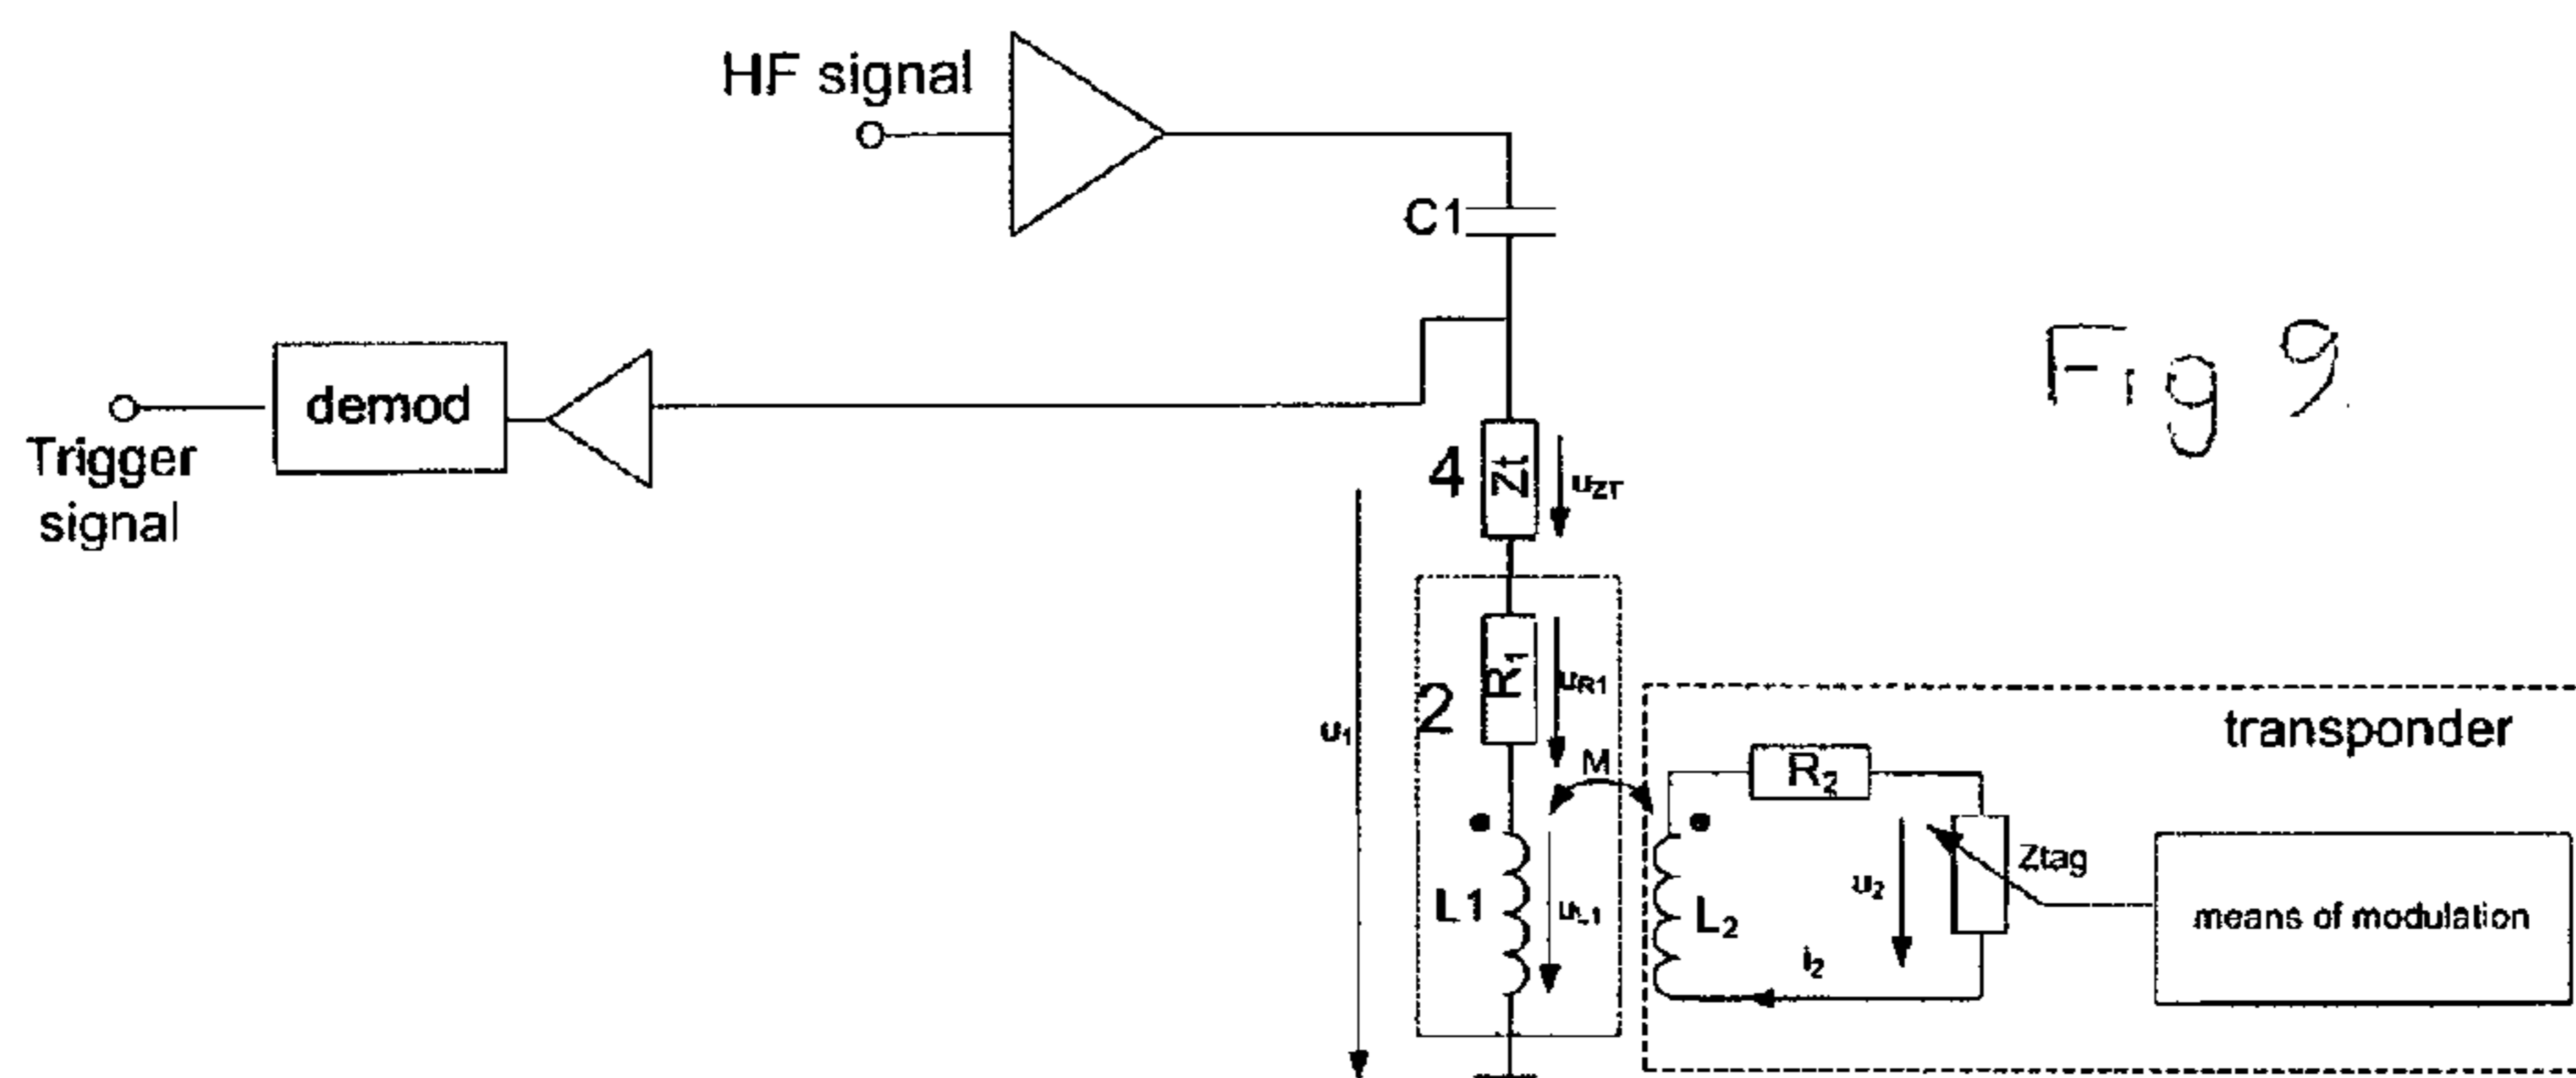 HF signal
C1
Fig 9
demod
Trigger
signal
4
Zt
uZT
2
R1
uR1
u1
M
L1
uL1
transponder
R2
L2
u2
Ztag
i2
means of modulation